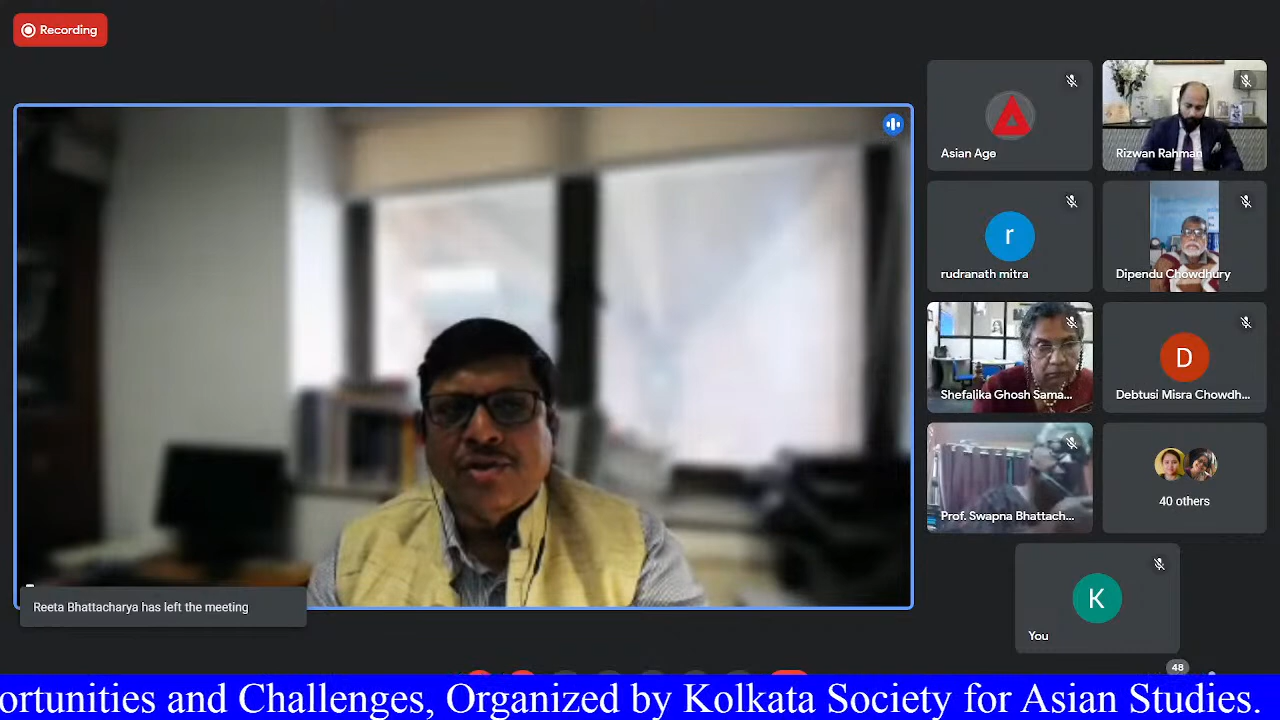 Recording
Asian Age
Rizwan Rahman
rudranath mitra
r
Dipendu Chowdhury
Shefalika Ghosh Sama...
D
Debtusi Misra Chowdh...
Prof. Swapna Bhattach...
40 others
K
You
Reeta Bhattacharya has left the meeting
48
ortunities and Challenges, Organized by Kolkata Society for Asian Studies.